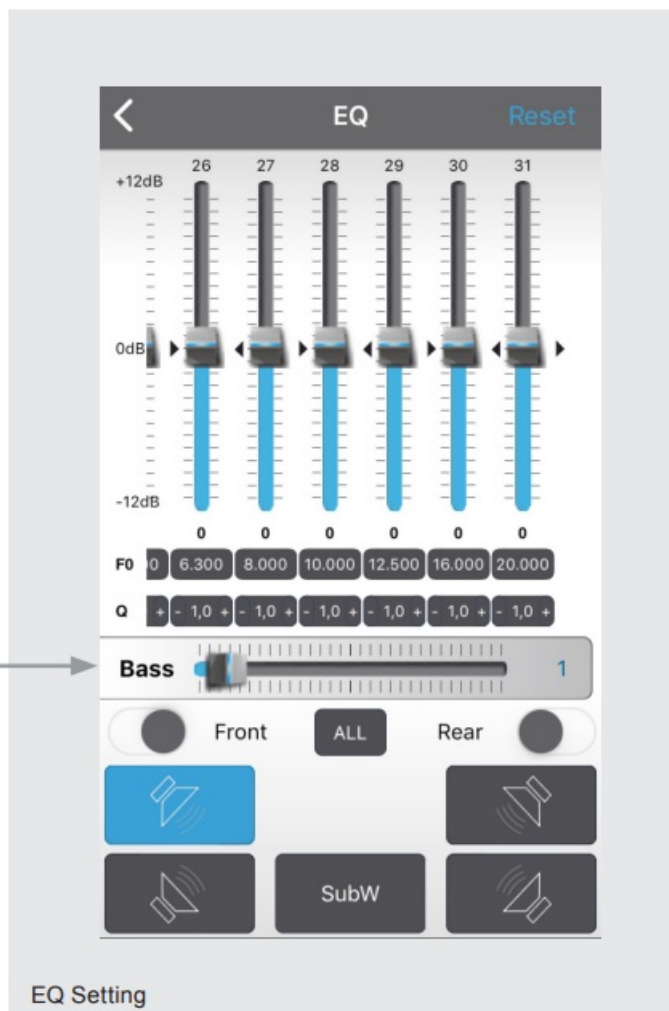 EQ Reset
26 27 28 29 30 31
+12dB
0dB
-12dB
0 0 0 0 0 0
F0 0 6.300 8.000 10.000 12.500 16.000 20.000
Q + - 1,0 + - 1,0 + - 1,0 + - 1,0 + - 1,0 + - 1,0 +
Bass 1
Front ALL Rear
SubW
EQ Setting